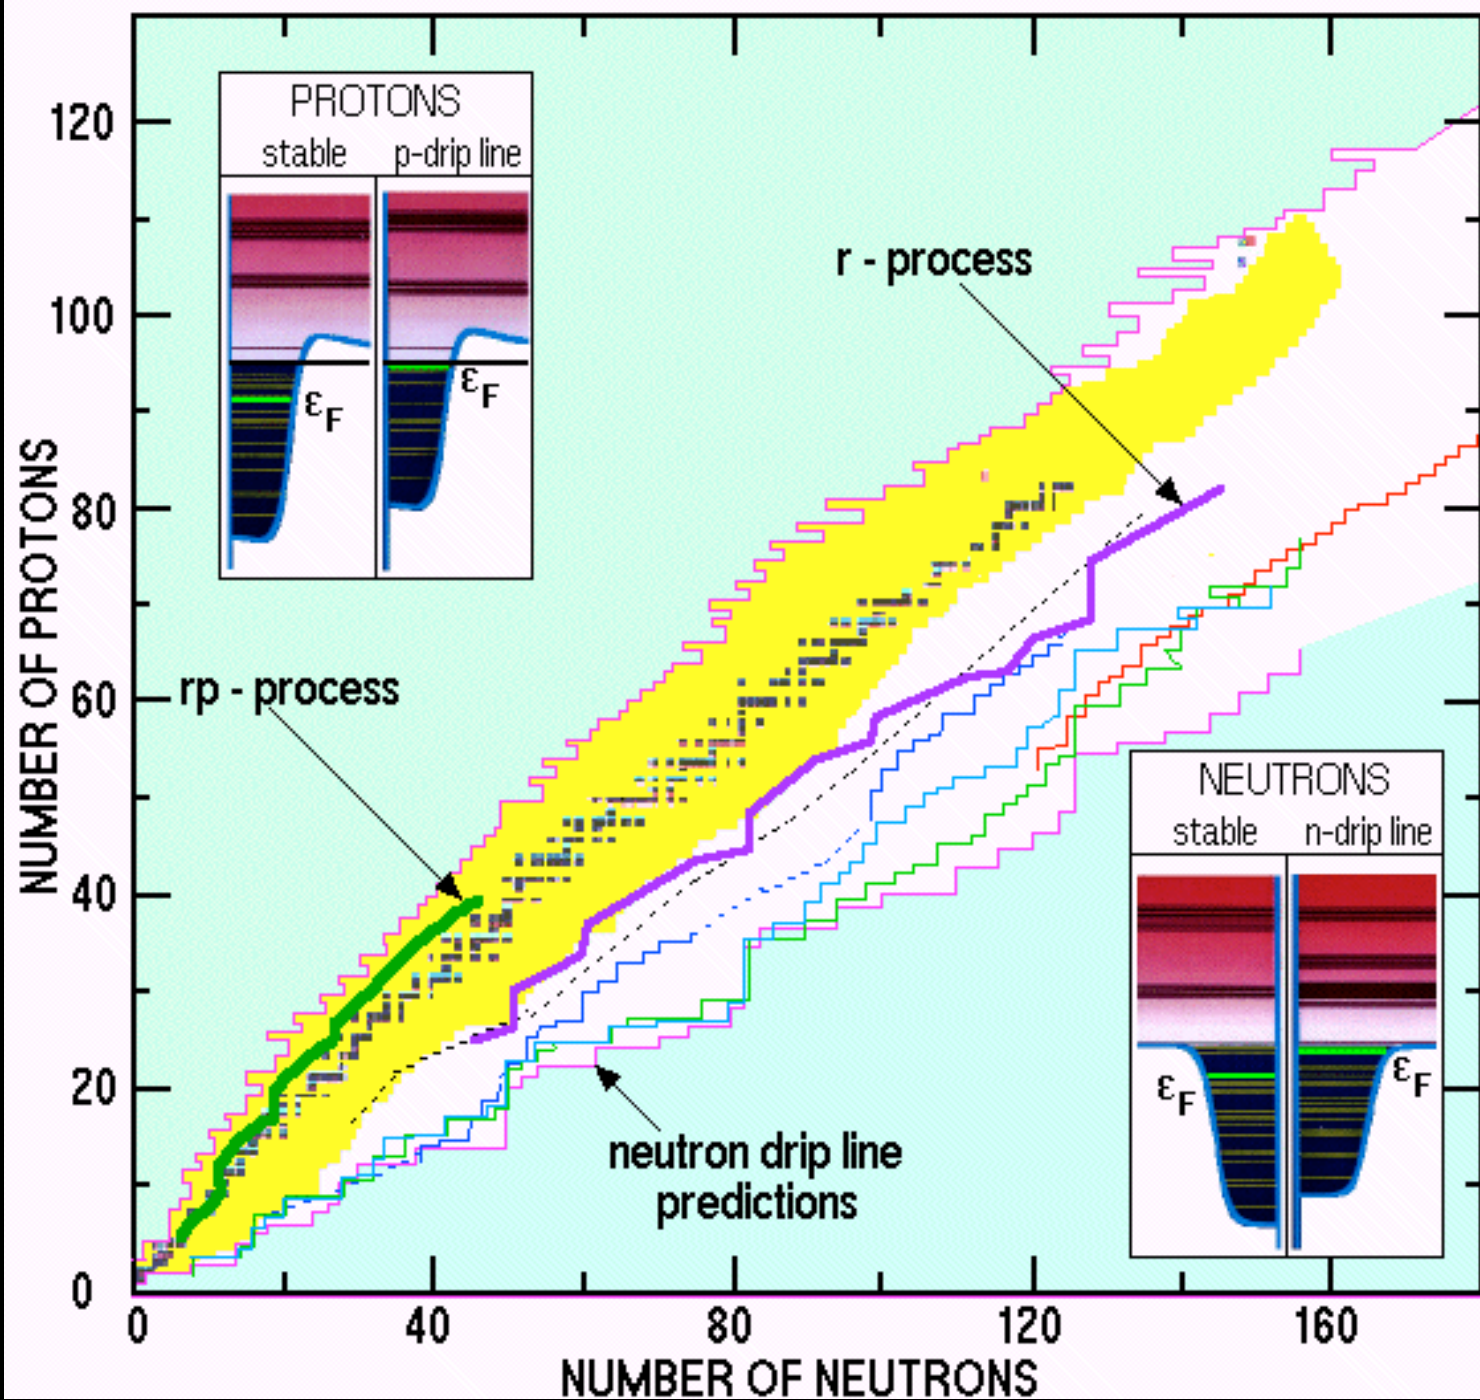 PROTONS
stable p-drip line
εF εF
r - process
rp - process
NEUTRONS
stable n-drip line
εF εF
neutron drip line
predictions
NUMBER OF PROTONS
120
100
80
60
40
20
0
0 40 80 120 160
NUMBER OF NEUTRONS